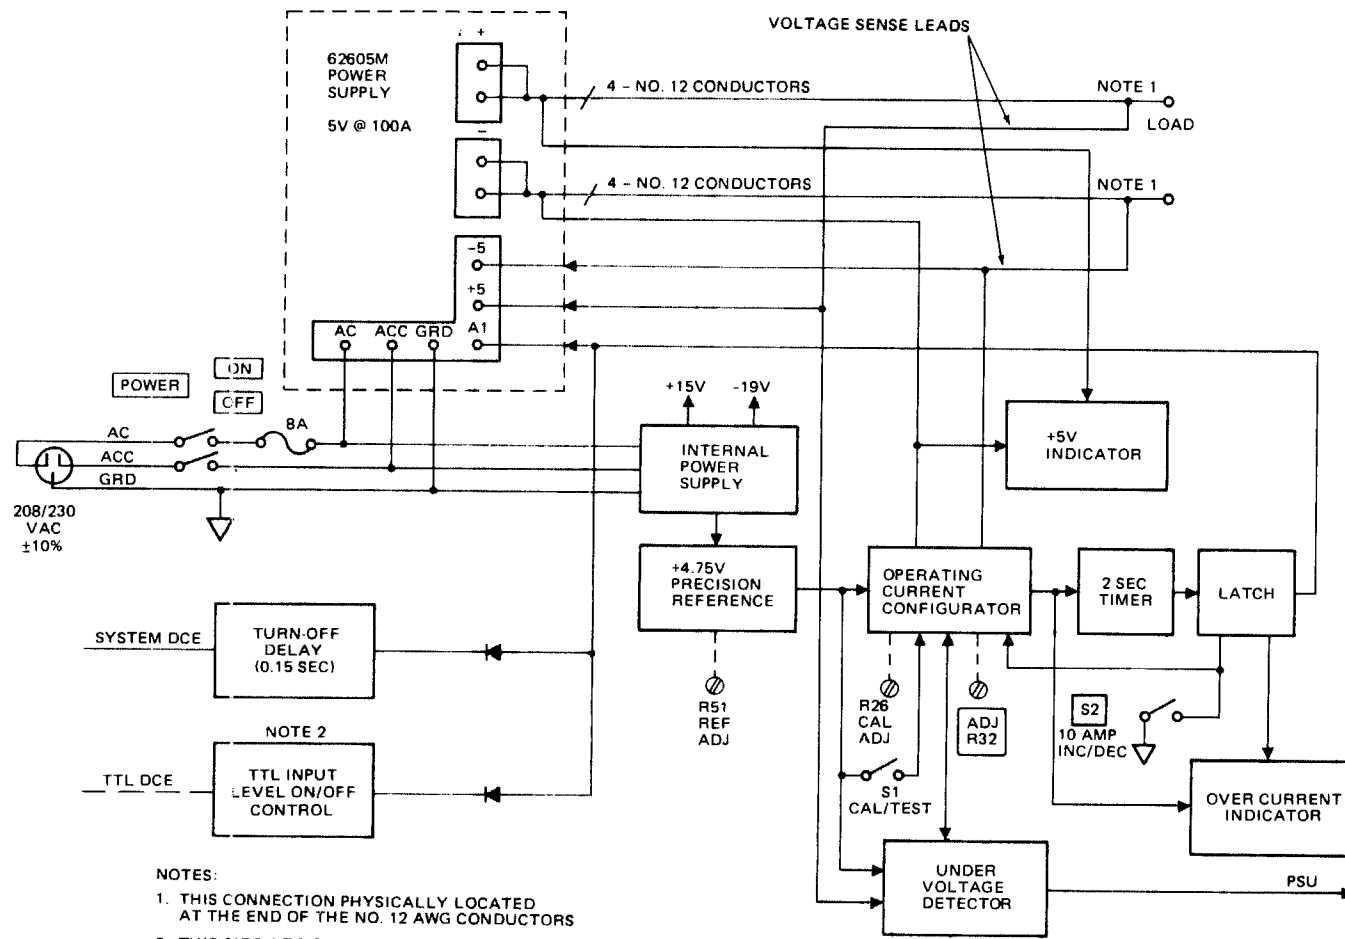 VOLTAGE SENSE LEADS
+
62605M
POWER
SUPPLY
5V @ 100A
4 – NO. 12 CONDUCTORS
NOTE 1
LOAD
–
4 – NO. 12 CONDUCTORS
NOTE 1
–5
+5
A1
AC
ACC
GRD
POWER
ON
OFF
8A
AC
ACC
GRD
208/230
VAC
±10%
+15V
-19V
INTERNAL
POWER
SUPPLY
+5V
INDICATOR
+4.75V
PRECISION
REFERENCE
OPERATING
CURRENT
CONFIGURATOR
2 SEC
TIMER
LATCH
SYSTEM DCE
TURN-OFF
DELAY
(0.15 SEC)
R51
REF
ADJ
R26
CAL
ADJ
ADJ
R32
S2
10 AMP
INC/DEC
S1
CAL/TEST
NOTE 2
TTL DCE
TTL INPUT
LEVEL ON/OFF
CONTROL
OVER CURRENT
INDICATOR
UNDER
VOLTAGE
DETECTOR
PSU
NOTES:
1. THIS CONNECTION PHYSICALLY LOCATED
AT THE END OF THE NO. 12 AWG CONDUCTORS